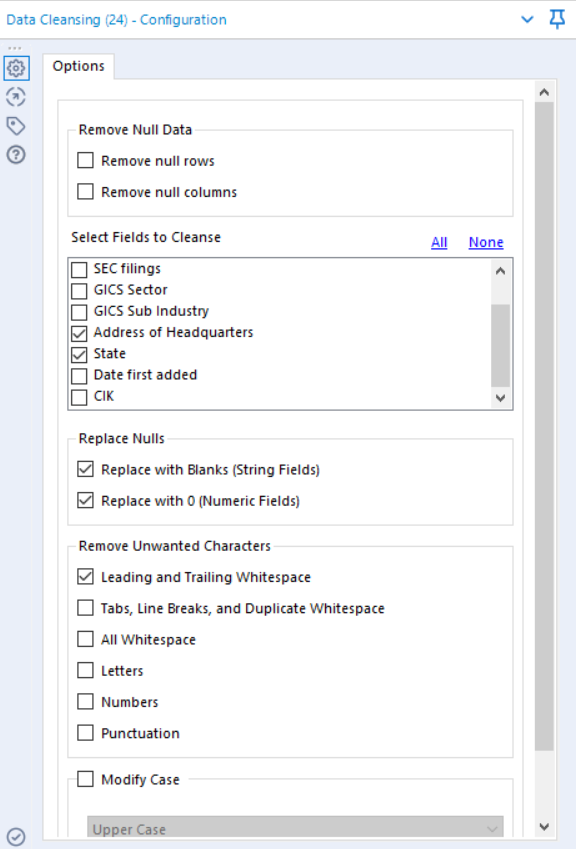 Data Cleansing (24) - Configuration
Options
Remove Null Data
Remove null rows
Remove null columns
Select Fields to Cleanse All None
SEC filings
GICS Sector
GICS Sub Industry
Address of Headquarters
State
Date first added
CIK
Replace Nulls
Replace with Blanks (String Fields)
Replace with 0 (Numeric Fields)
Remove Unwanted Characters
Leading and Trailing Whitespace
Tabs, Line Breaks, and Duplicate Whitespace
All Whitespace
Letters
Numbers
Punctuation
Modify Case
Upper Case